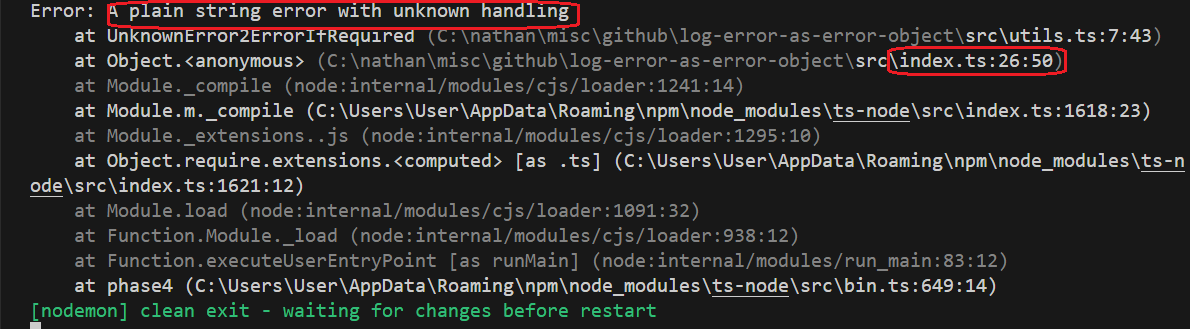 Error: A plain string error with unknown handling
at UnknownError2ErrorIfRequired (C:\nathan\misc\github\log-error-as-error-object\src\utils.ts:7:43)
at Object.<anonymous> (C:\nathan\misc\github\log-error-as-error-object\src\index.ts:26:50)
at Module._compile (node:internal/modules/cjs/loader:1241:14)
at Module.m._compile (C:\Users\User\AppData\Roaming\npm\node_modules\ts-node\src\index.ts:1618:23)
at Module._extensions..js (node:internal/modules/cjs/loader:1295:10)
at Object.require.extensions.<computed> [as .ts] (C:\Users\User\AppData\Roaming\npm\node_modules\ts-n
ode\src\index.ts:1621:12)
at Module.load (node:internal/modules/cjs/loader:1091:32)
at Function.Module._load (node:internal/modules/cjs/loader:938:12)
at Function.executeUserEntryPoint [as runMain] (node:internal/modules/run_main:83:12)
at phase4 (C:\Users\User\AppData\Roaming\npm\node_modules\ts-node\src\bin.ts:649:14)
[nodemon] clean exit - waiting for changes before restart